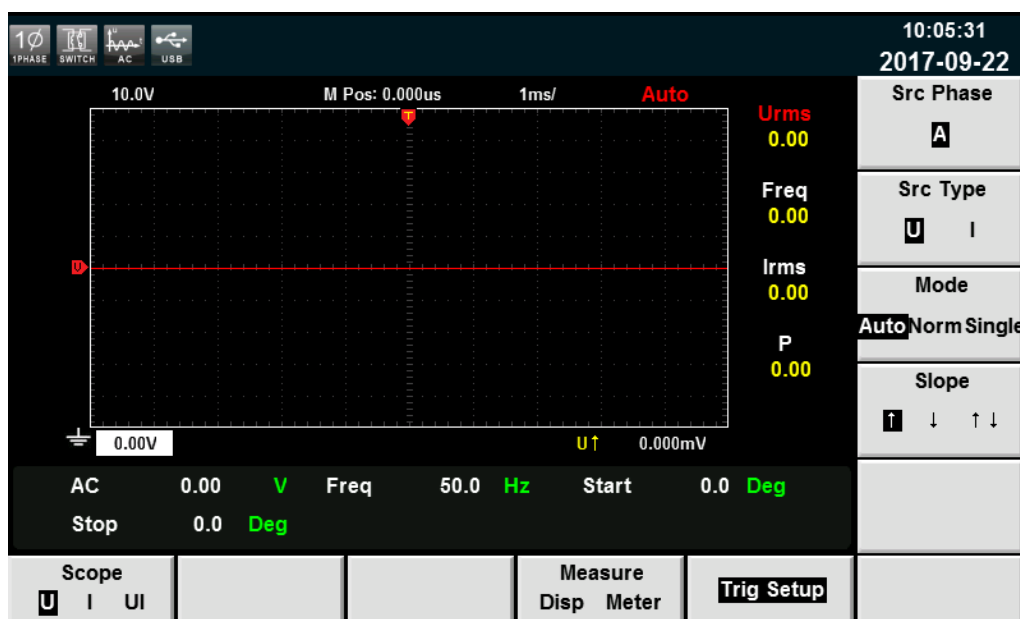 1Ø
1PHASE SWITCH AC USB
U t
10:05:31
2017-09-22
10.0V M Pos: 0.000us 1ms/ Auto
T
Urms
0.00
Freq
0.00
U
Irms
0.00
P
0.00
0.00V U↑ 0.000mV
AC 0.00 V Freq 50.0 Hz Start 0.0 Deg
Stop 0.0 Deg
Src Phase
A
Src Type
U I
Mode
Auto Norm Single
Slope
↑ ↓ ↑↓
Scope
U I UI
Measure
Disp Meter
Trig Setup